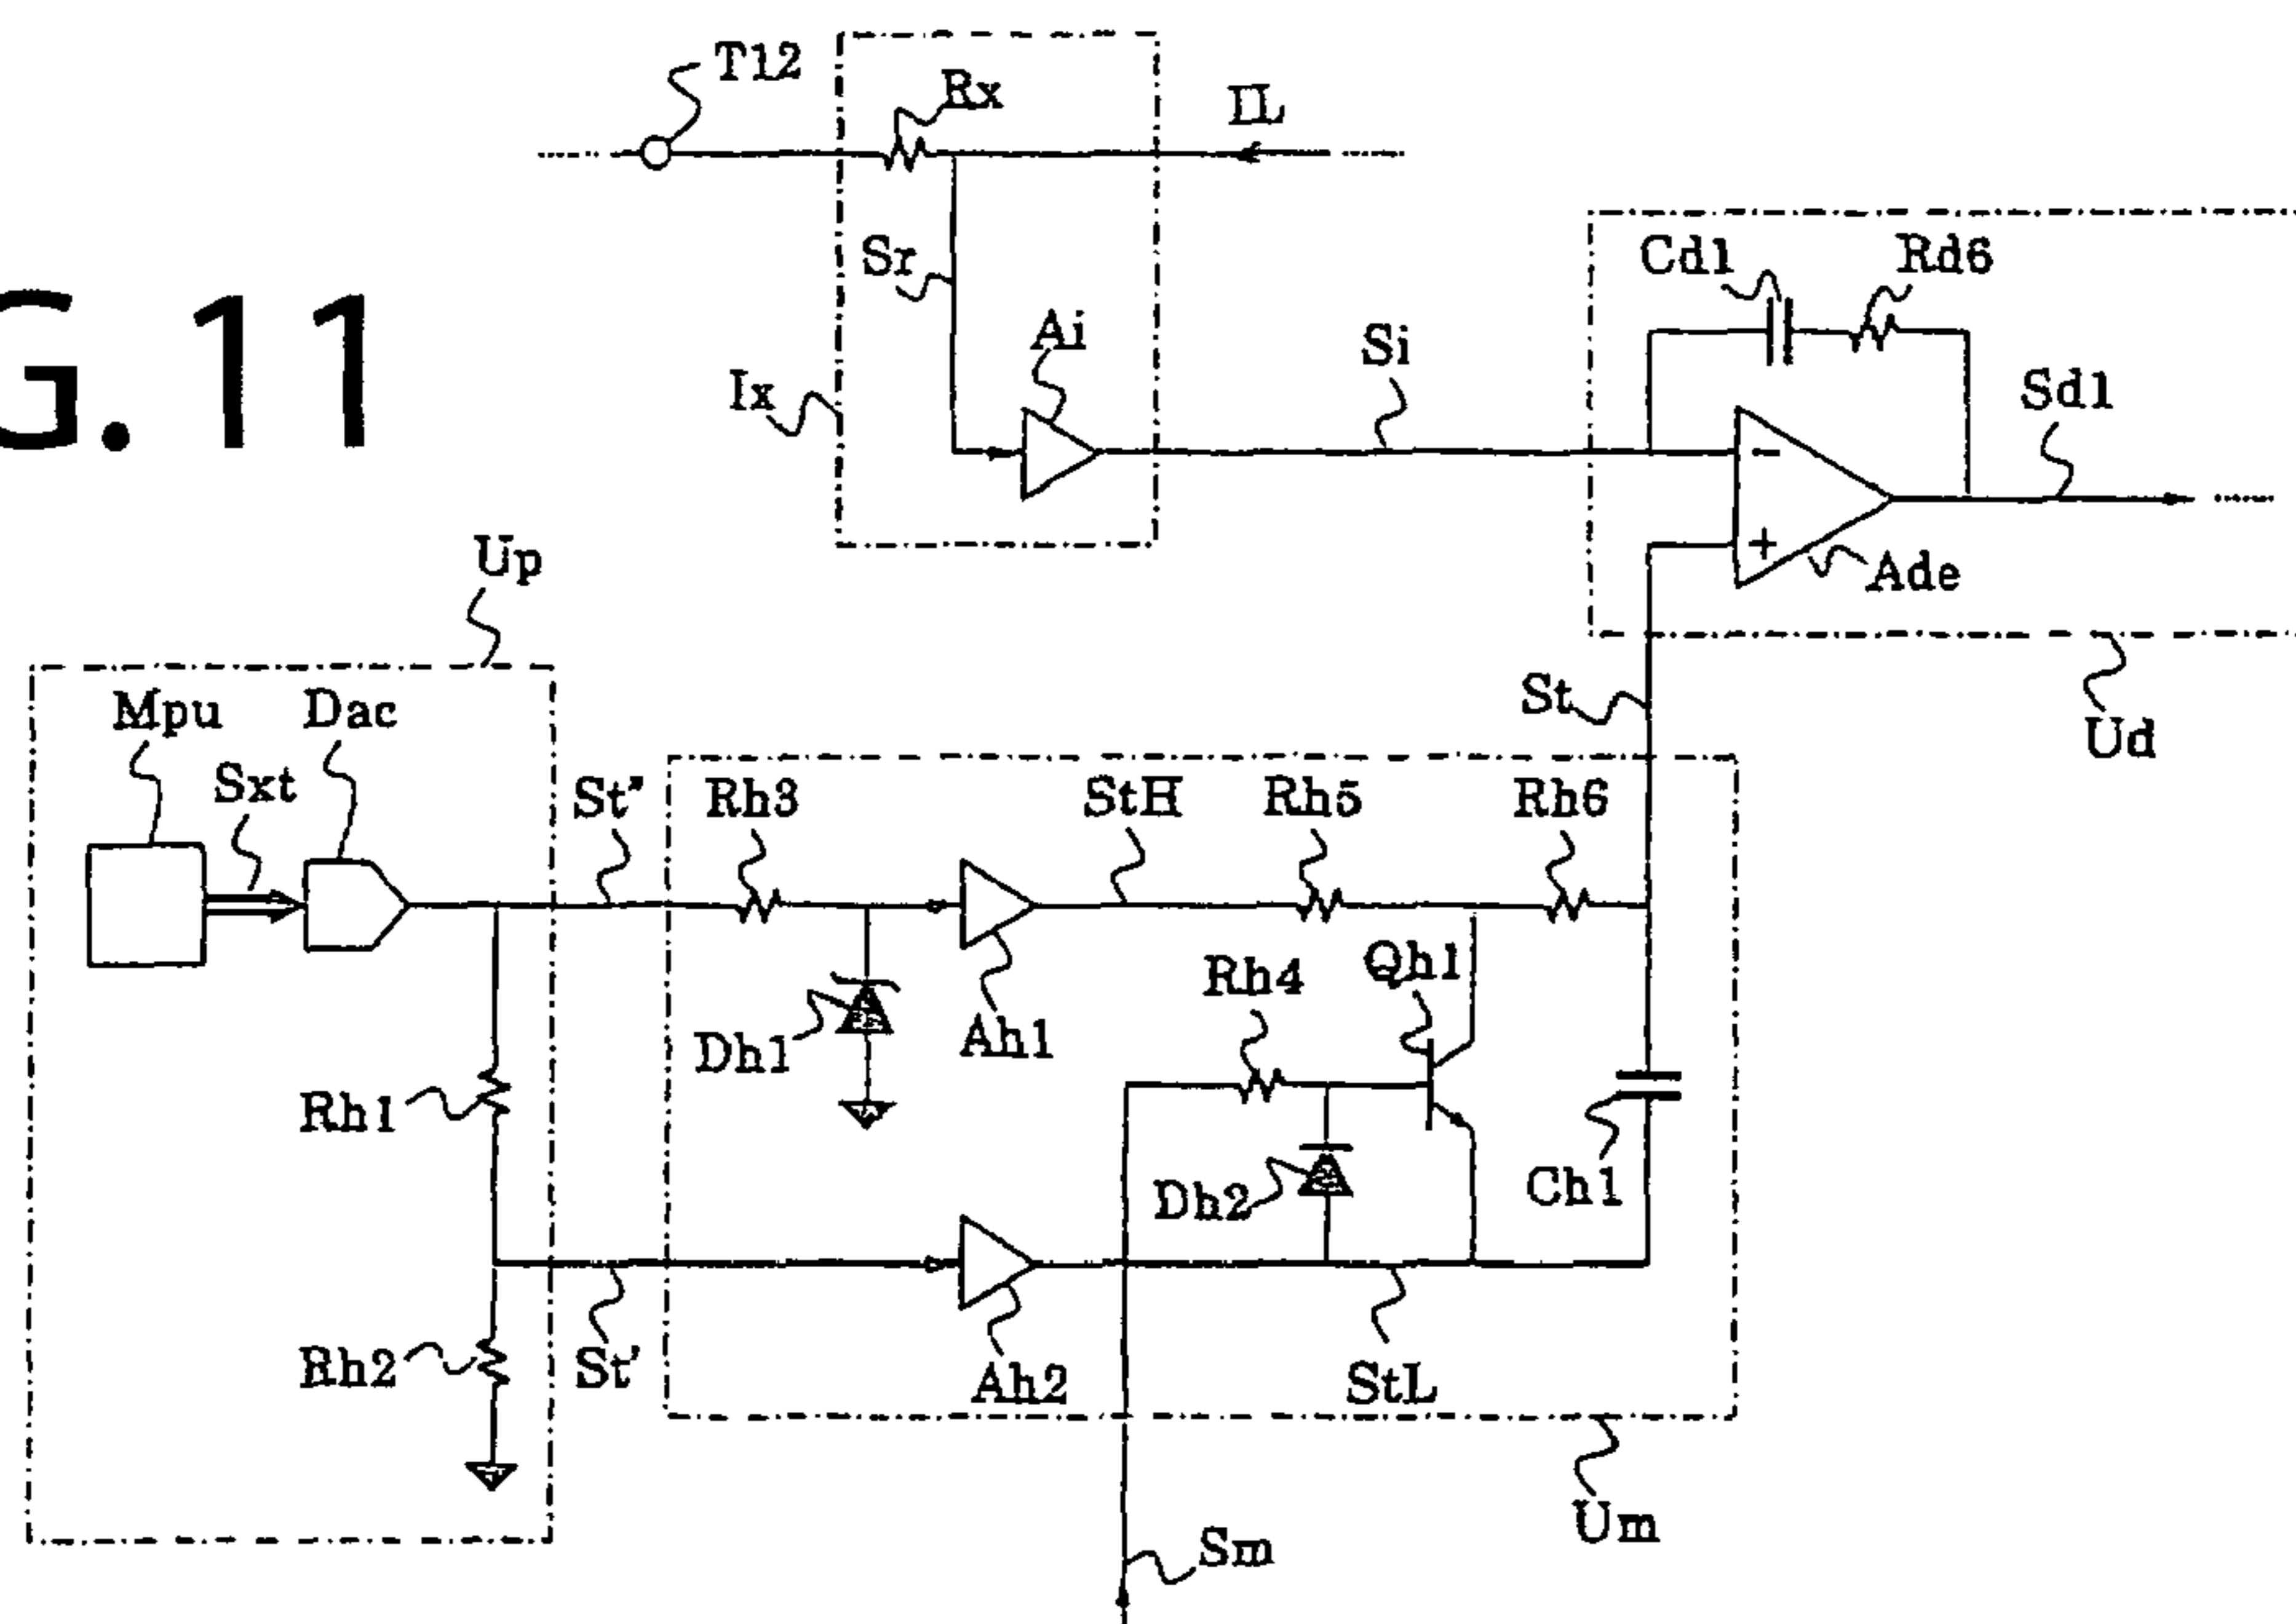 G.11
T12
Rx
IL
Sr
Ai
Ix
Si
Cd1
Rd6
Sd1
-
+
Ade
Ud
St
Up
Mpu
Dac
Sxt
St'
Rh3
StH
Rh5
Rh6
Rh4
Qh1
Dh1
Ah1
Rh1
Dh2
Ch1
Rh2
St'
Ah2
StL
Um
Sm